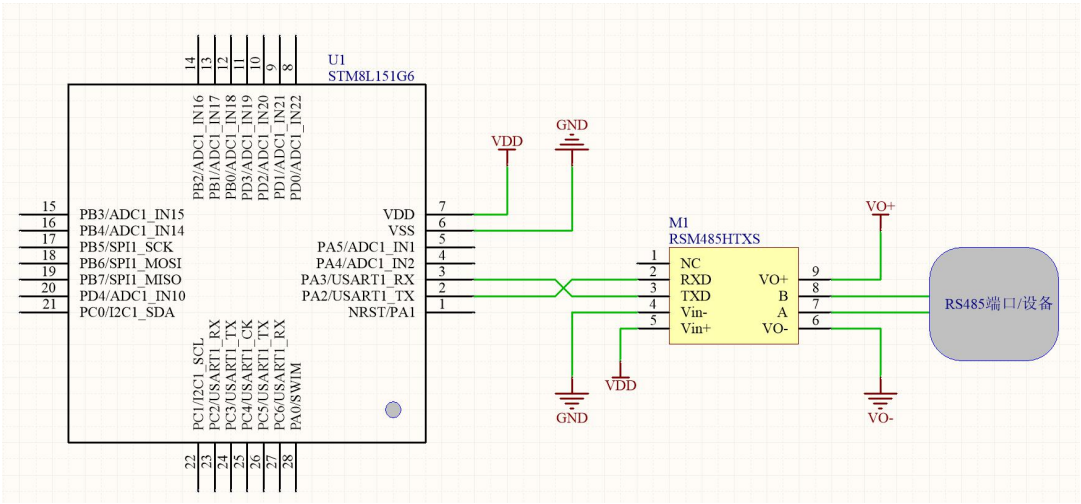 U1
STM8L151G6
14
13
12
11
10
9
8
PB2/ADC1_IN16
PB1/ADC1_IN17
PB0/ADC1_IN18
PD3/ADC1_IN19
PD2/ADC1_IN20
PD1/ADC1_IN21
PD0/ADC1_IN22
15 PB3/ADC1_IN15
16 PB4/ADC1_IN14
17 PB5/SPI1_SCK
18 PB6/SPI1_MOSI
19 PB7/SPI1_MISO
20 PD4/ADC1_IN10
21 PC0/I2C1_SDA
VDD 7
VSS 6
PA5/ADC1_IN1 5
PA4/ADC1_IN2 4
PA3/USART1_RX 3
PA2/USART1_TX 2
NRST/PA1 1
PC1/I2C1_SCL
PC2/USART1_RX
PC3/USART1_TX
PC4/USART1_CK
PC5/USART1_TX
PC6/USART1_RX
PA0/SWIM
22
23
24
25
26
27
28
VDD
GND
M1
RSM485HTXS
1 NC
2 RXD
3 TXD
4 Vin-
5 Vin+
VO+ 9
B 8
A 7
VO- 6
GND
VDD
VO+
VO-
RS485端口/设备